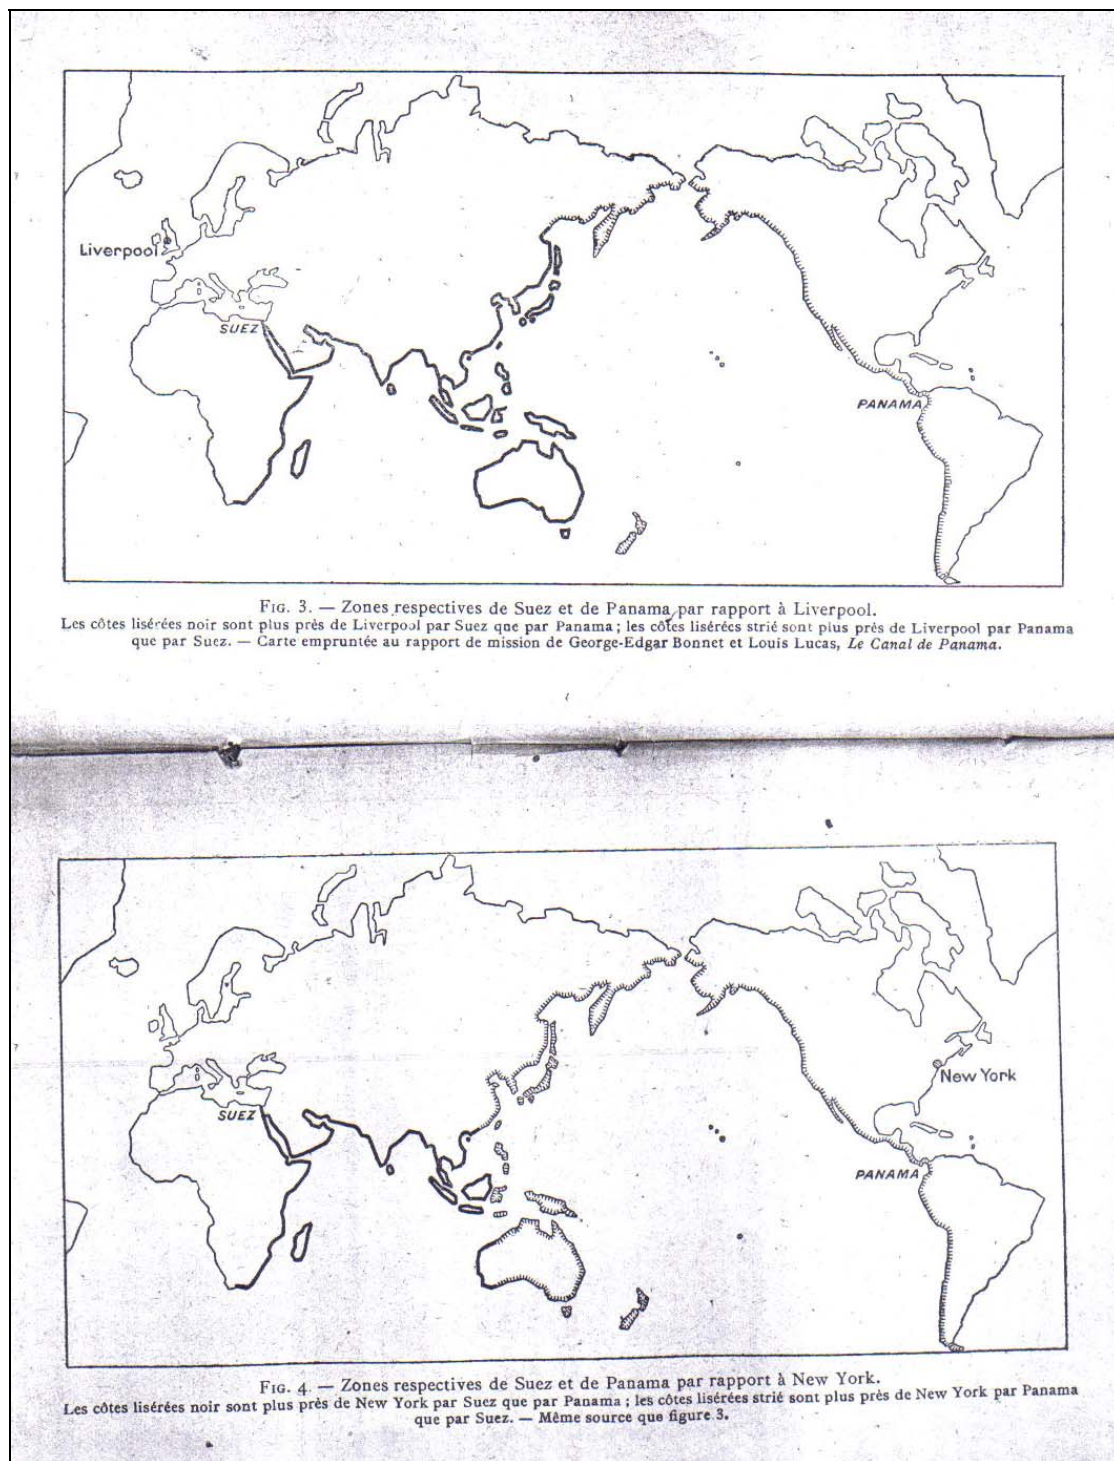 Liverpool
SUEZ
PANAMA
FIG. 3. — Zones respectives de Suez et de Panama par rapport à Liverpool.
Les côtes lisérées noir sont plus près de Liverpool par Suez que par Panama ; les côtes lisérées strié sont plus près de Liverpool par Panama
que par Suez. — Carte empruntée au rapport de mission de George-Edgar Bonnet et Louis Lucas, Le Canal de Panama.
New York
SUEZ
PANAMA
FIG. 4. — Zones respectives de Suez et de Panama par rapport à New York.
Les côtes lisérées noir sont plus près de New York par Suez que par Panama ; les côtes lisérées strié sont plus près de New York par Panama
que par Suez. — Même source que figure 3.